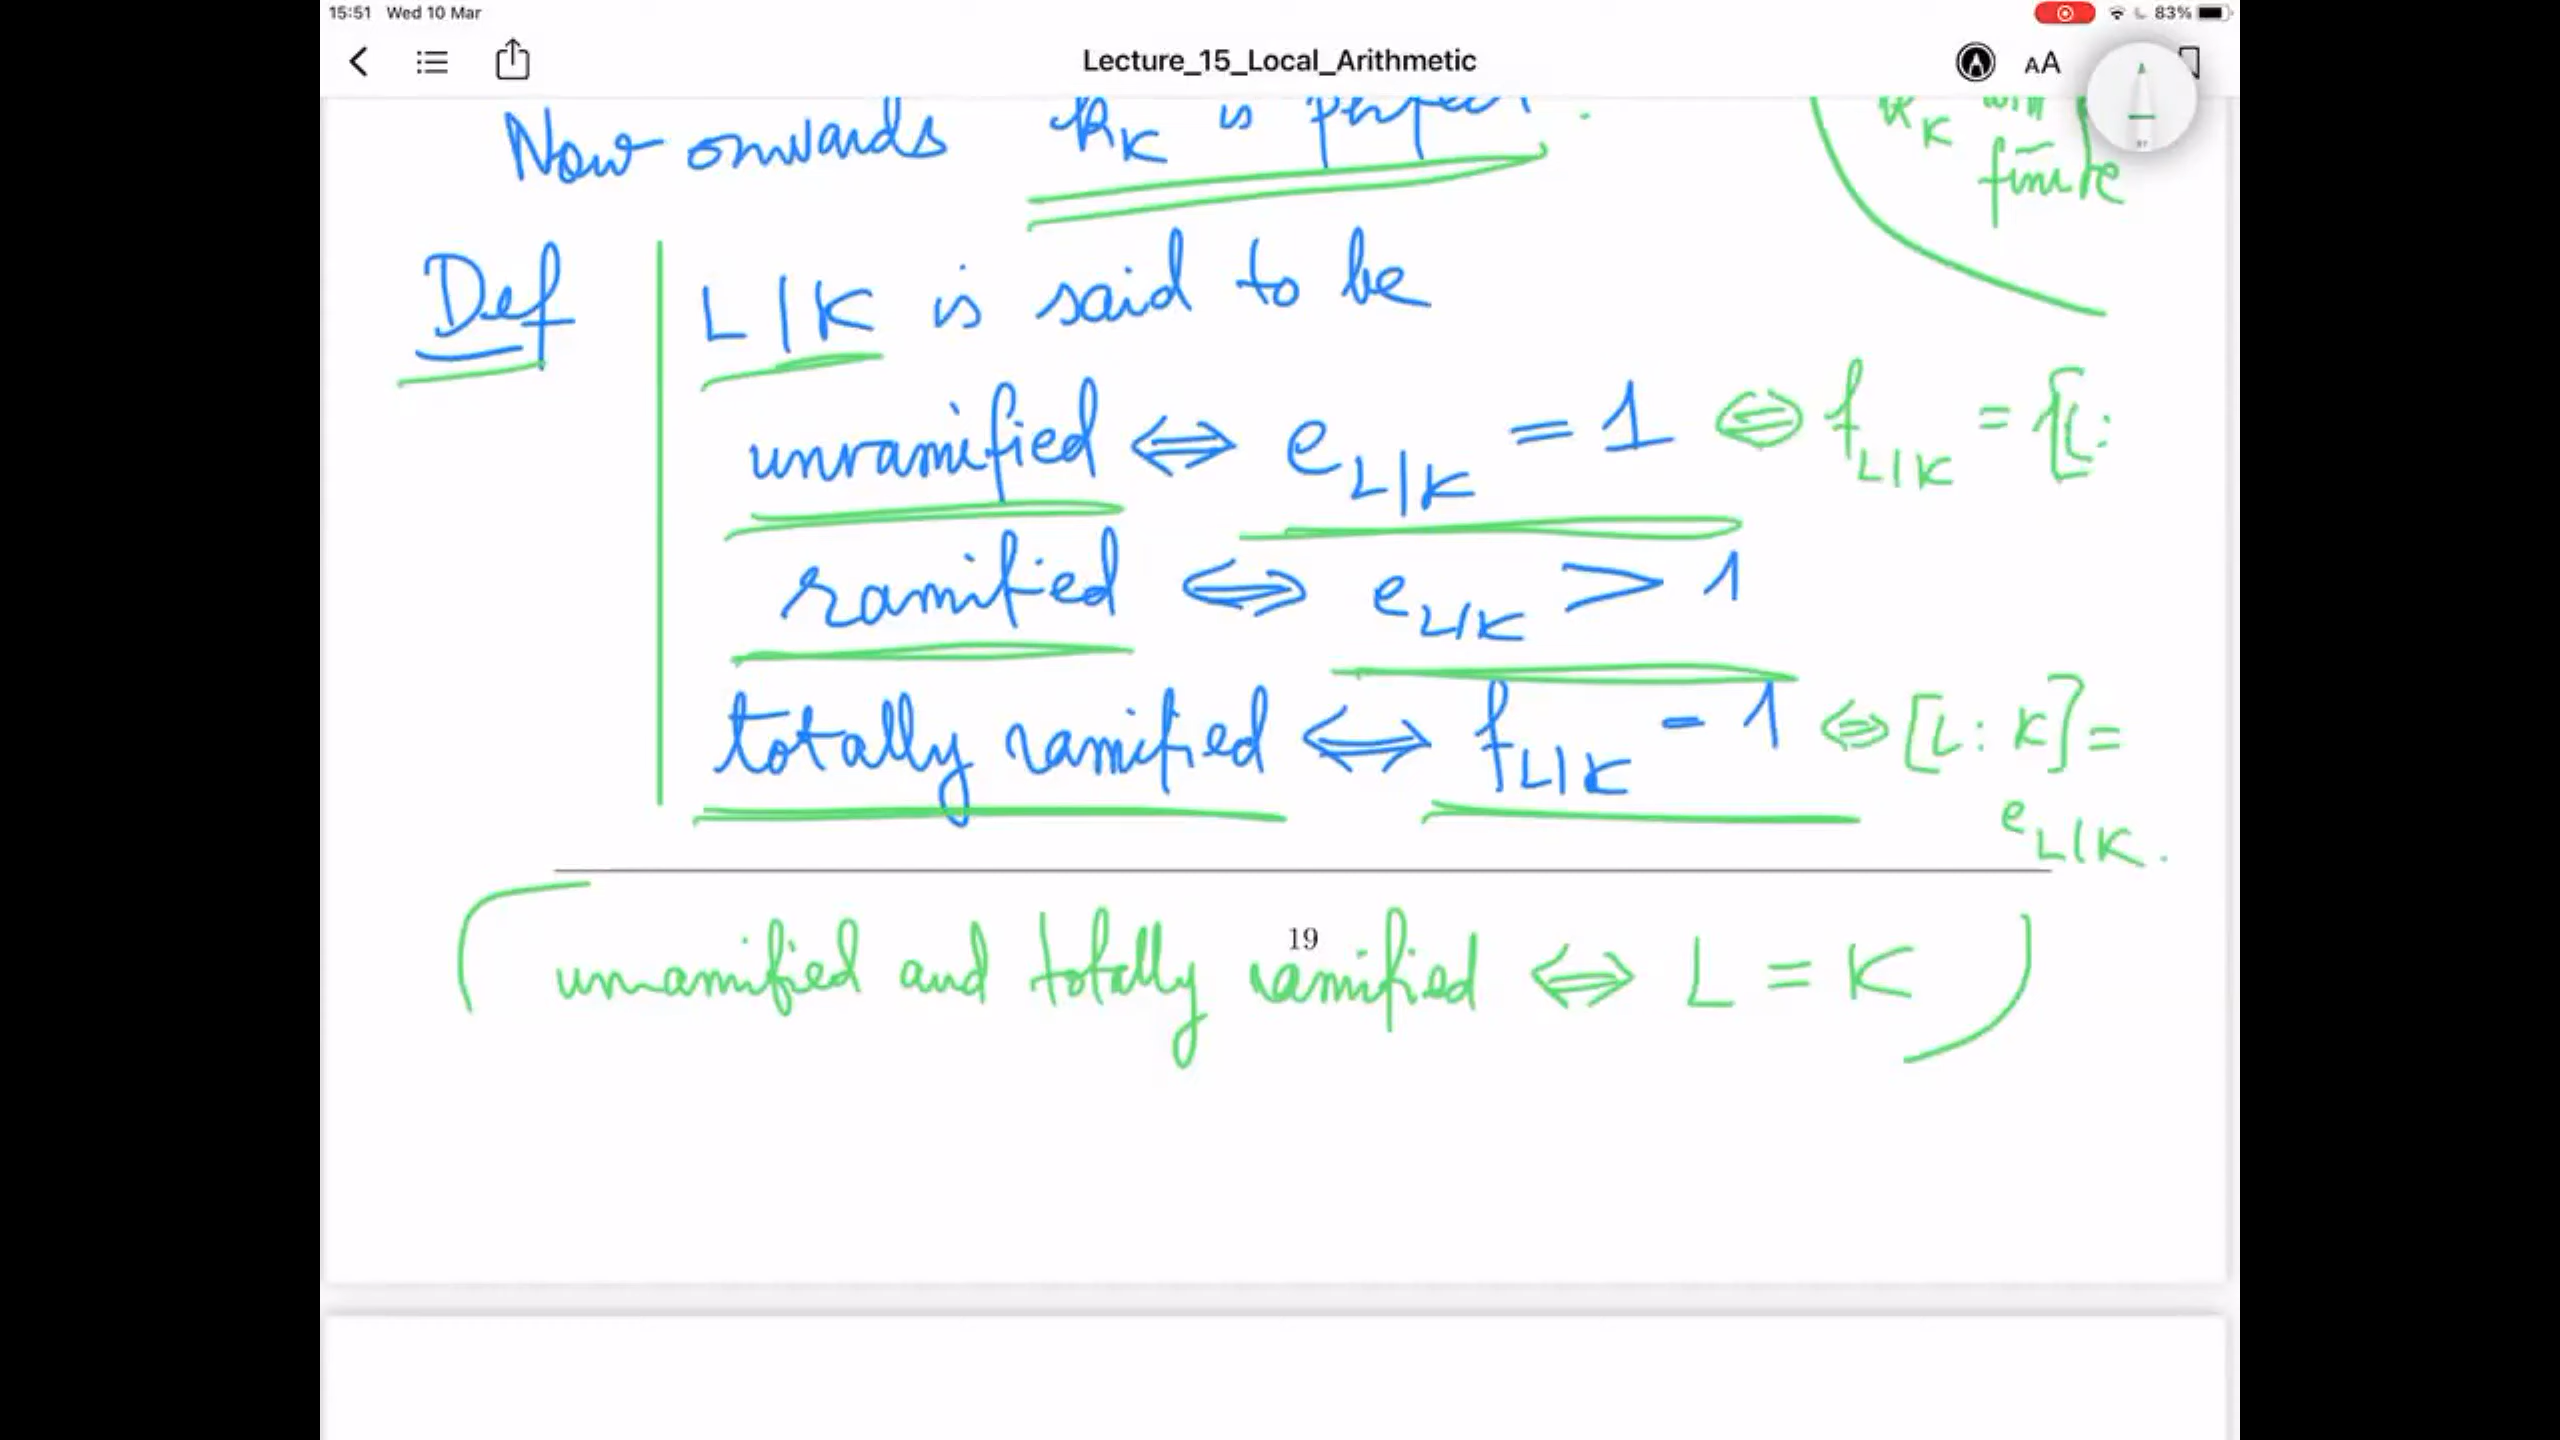 15:51 Wed 10 Mar 83%
Lecture_15_Local_Arithmetic
AA
Now onwards k_K is perfect.
k_K will
finite
Def L|K is said to be
unramified ⇔ e_{L|K} = 1 ⇔ f_{L|K} = [L:
ramified ⇔ e_{L|K} > 1
totally ramified ⇔ f_{L|K} = 1 ⇔ [L:K] =
e_{L|K}.
19
(unramified and totally ramified ⇔ L = K)